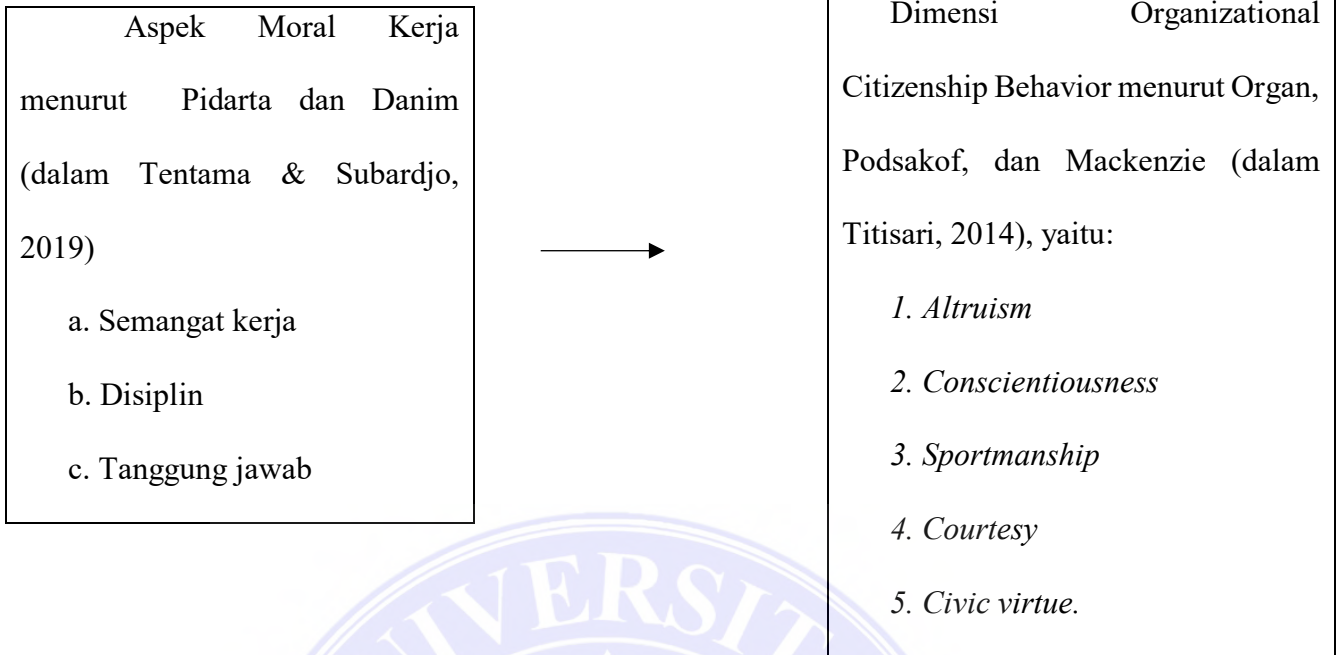 Aspek Moral Kerja
menurut Pidarta dan Danim
(dalam Tentama & Subardjo,
2019)
a. Semangat kerja
b. Disiplin
c. Tanggung jawab
Dimensi Organizational
Citizenship Behavior menurut Organ,
Podsakof, dan Mackenzie (dalam
Titisari, 2014), yaitu:
1. Altruism
2. Conscientiousness
3. Sportmanship
4. Courtesy
5. Civic virtue.